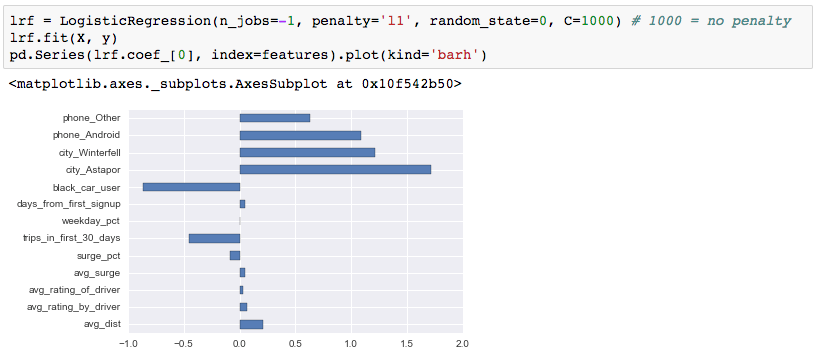 lrf = LogisticRegression(n_jobs=-1, penalty='l1', random_state=0, C=1000) # 1000 = no penalty
lrf.fit(X, y)
pd.Series(lrf.coef_[0], index=features).plot(kind='barh')
<matplotlib.axes._subplots.AxesSubplot at 0x10f542b50>
phone_Other
phone_Android
city_Winterfell
city_Astapor
black_car_user
days_from_first_signup
weekday_pct
trips_in_first_30_days
surge_pct
avg_surge
avg_rating_of_driver
avg_rating_by_driver
avg_dist
−1.0 −0.5 0.0 0.5 1.0 1.5 2.0